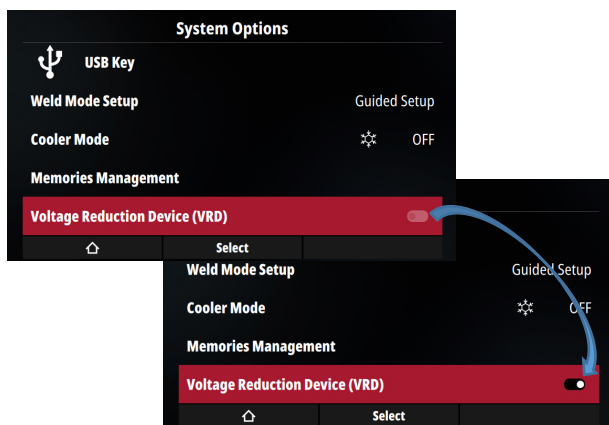 System Options
USB Key
Weld Mode Setup Guided Setup
Cooler Mode OFF
Memories Management
Voltage Reduction Device (VRD)
Select
Weld Mode Setup Guided Setup
Cooler Mode OFF
Memories Management
Voltage Reduction Device (VRD)
Select